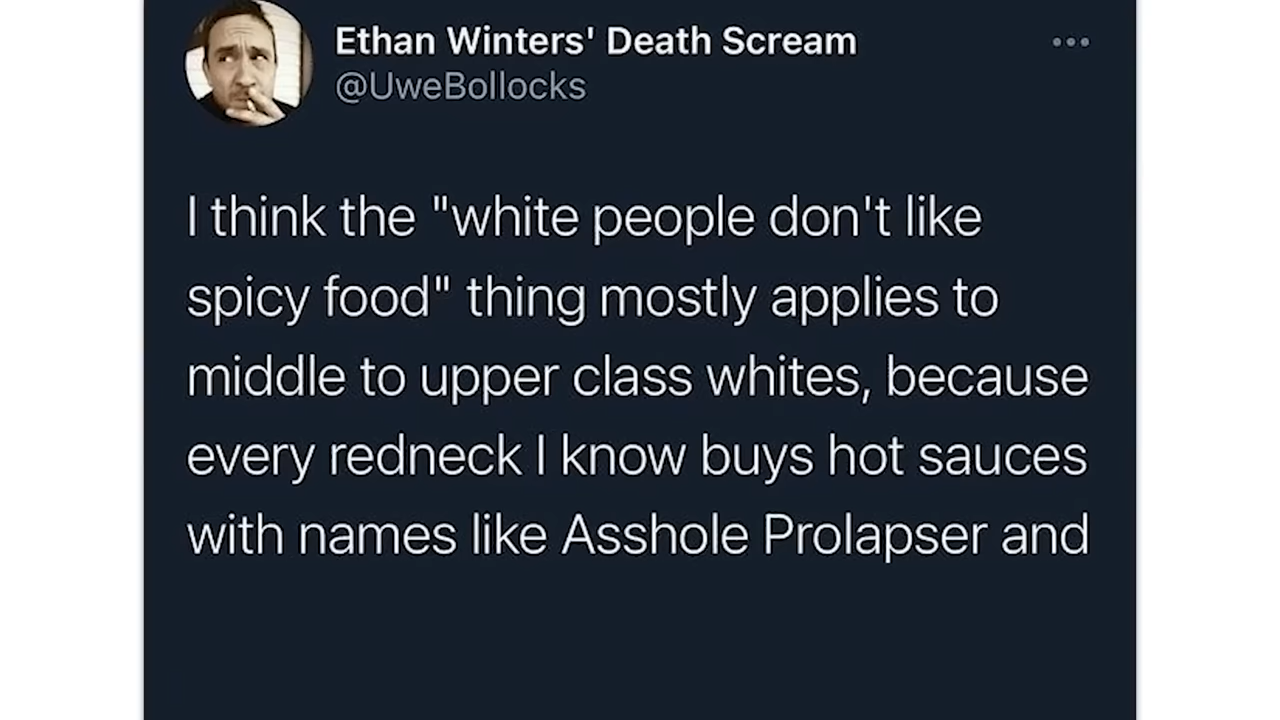 Ethan Winters' Death Scream
@UweBollocks
I think the "white people don't like
spicy food" thing mostly applies to
middle to upper class whites, because
every redneck I know buys hot sauces
with names like Asshole Prolapser and